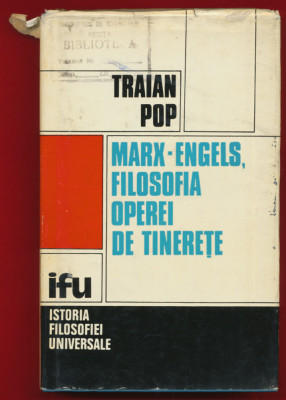 BIBLIOTECA
TRAIAN
POP
MARX-ENGELS,
FILOSOFIA
OPEREI
DE TINEREȚE
ifu
ISTORIA
FILOSOFIEI
UNIVERSALE